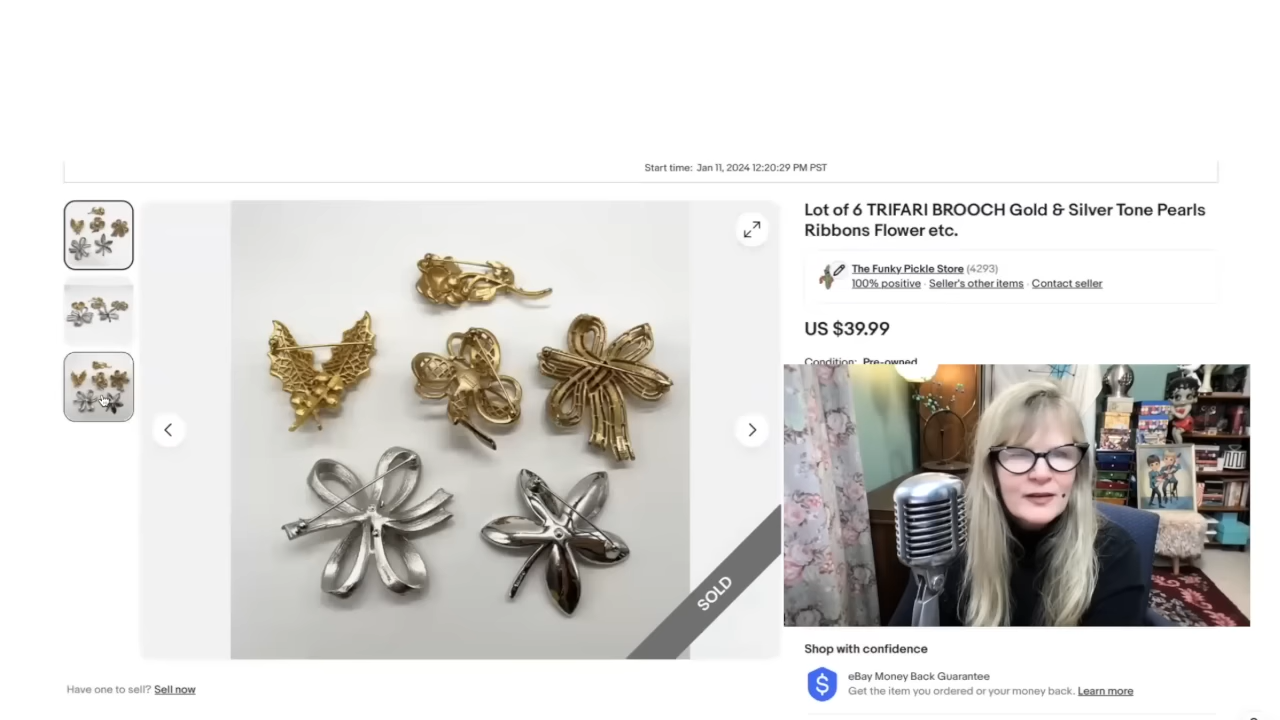 Start time: Jan 11, 2024 12:20:29 PM PST
Lot of 6 TRIFARI BROOCH Gold & Silver Tone Pearls
Ribbons Flower etc.
The Funky Pickle Store (4293)
100% positive · Seller's other items · Contact seller
US $39.99
Condition: Pre-owned
SOLD
Shop with confidence
eBay Money Back Guarantee
Get the item you ordered or your money back. Learn more
Have one to sell? Sell now